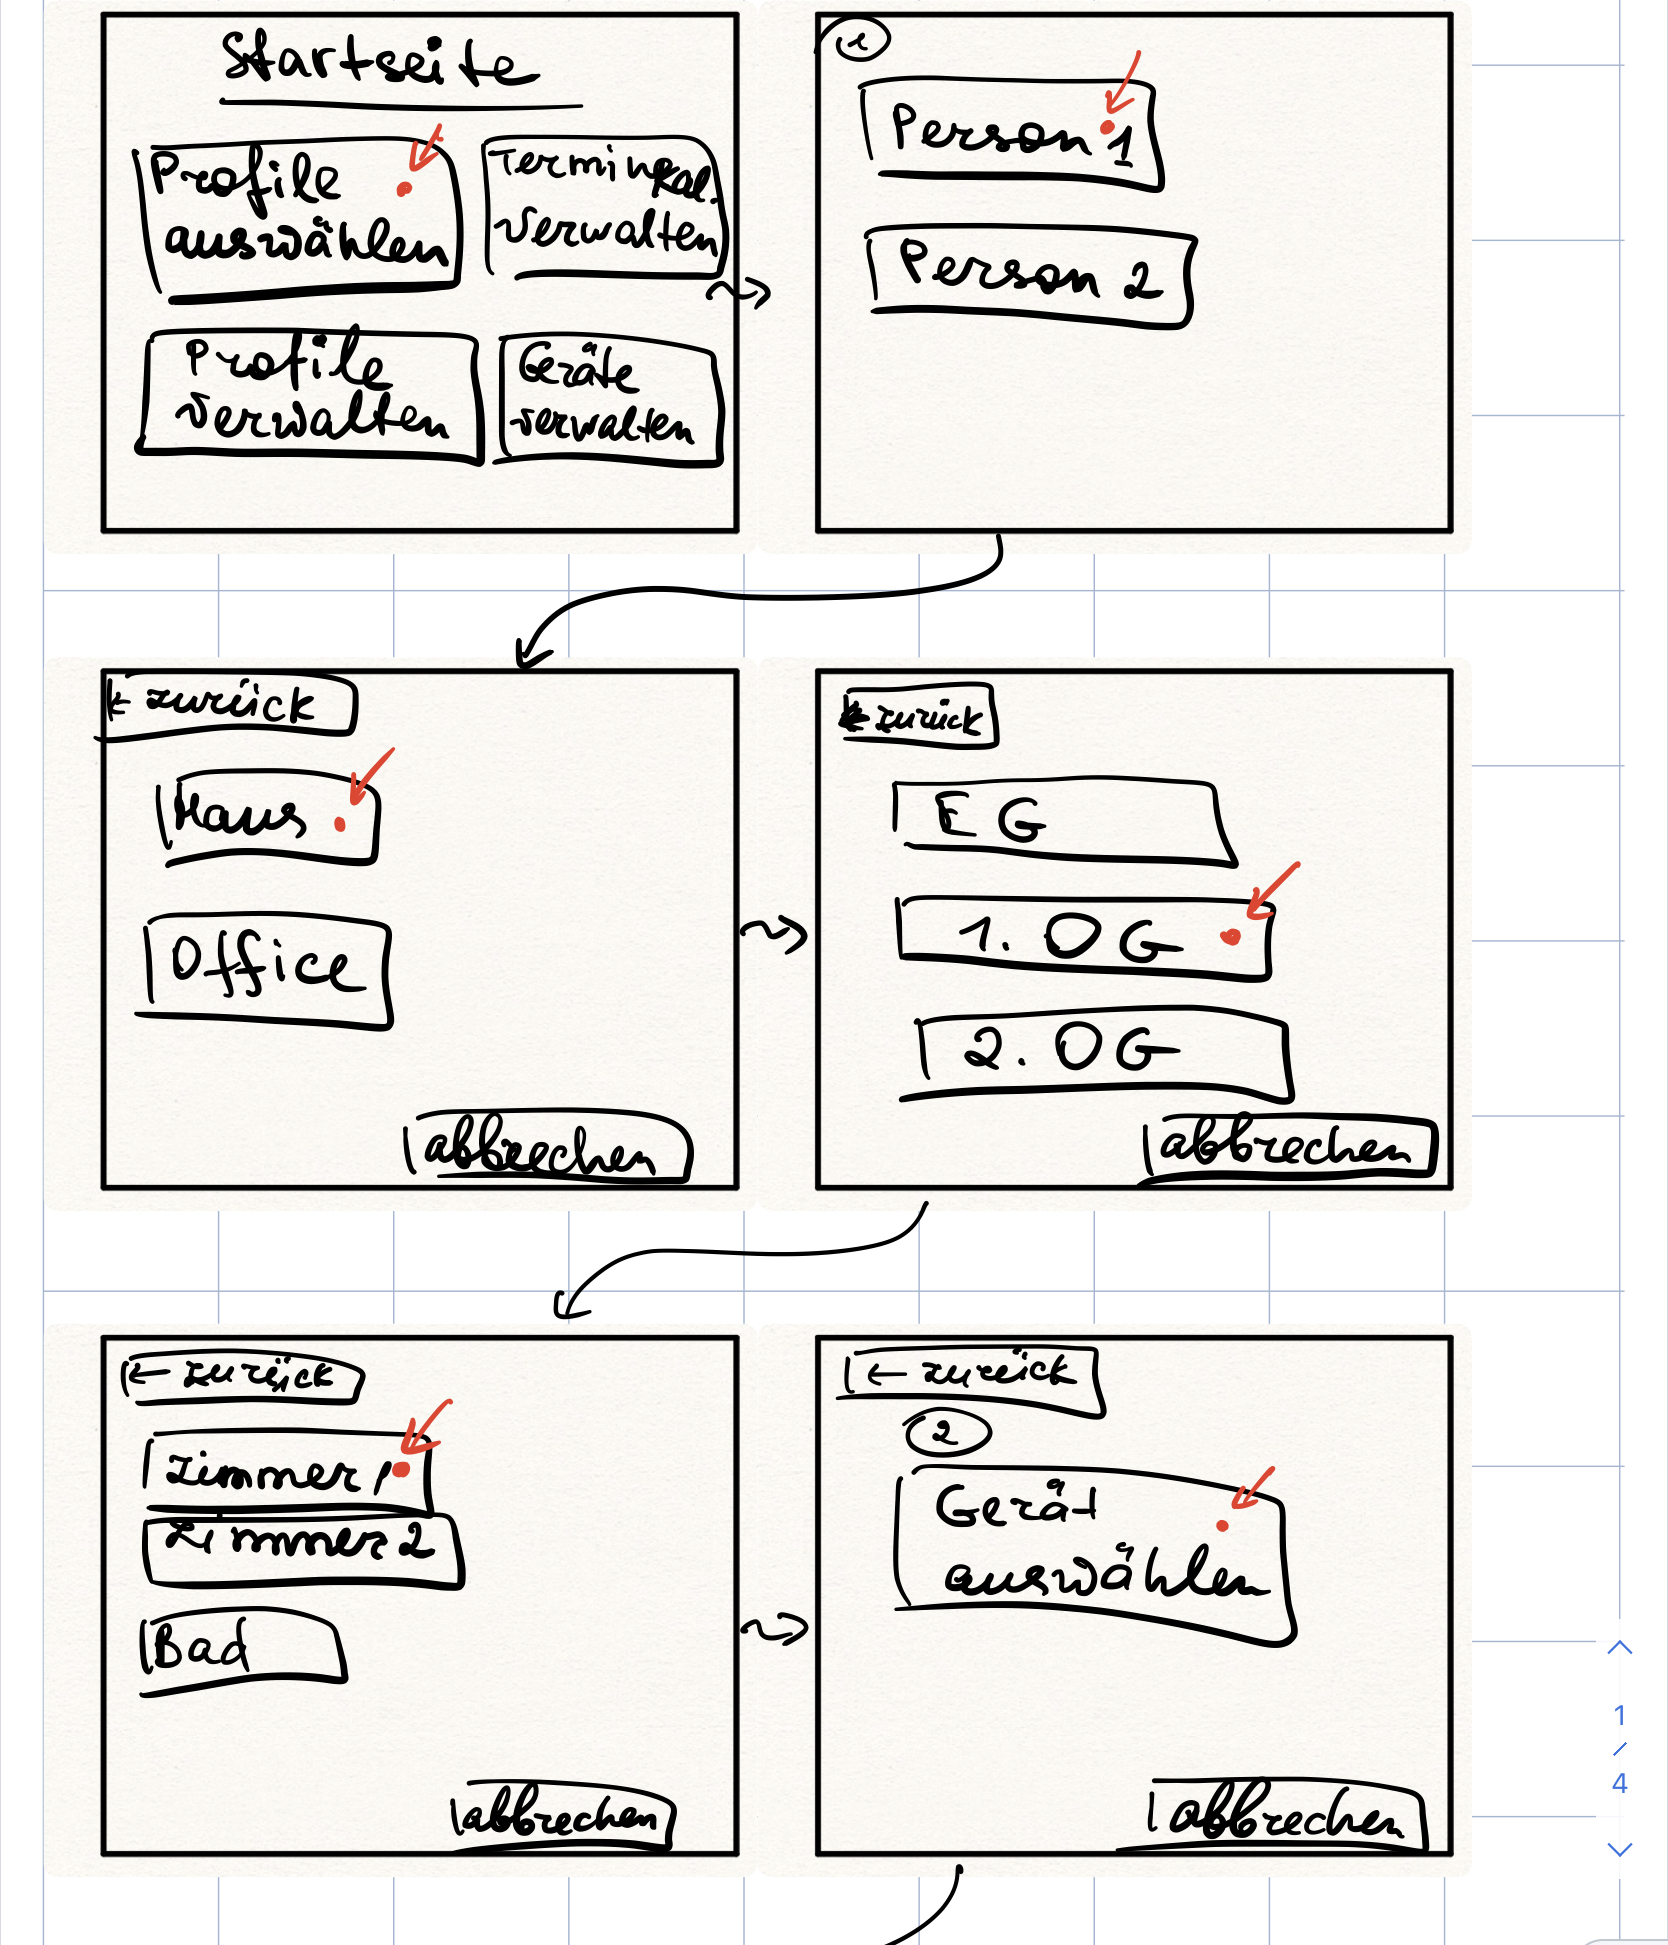 Startseite
Profile
auswählen
Terminkal.
verwalten
Profile
verwalten
Geräte
verwalten
1
Person 1
Person 2
← zurück
Haus
Office
abbrechen
← zurück
EG
1. OG
2. OG
abbrechen
← zurück
Zimmer 1
Zimmer 2
Bad
abbrechen
← zurück
2
Gerät
auswählen
abbrechen
1
/
4